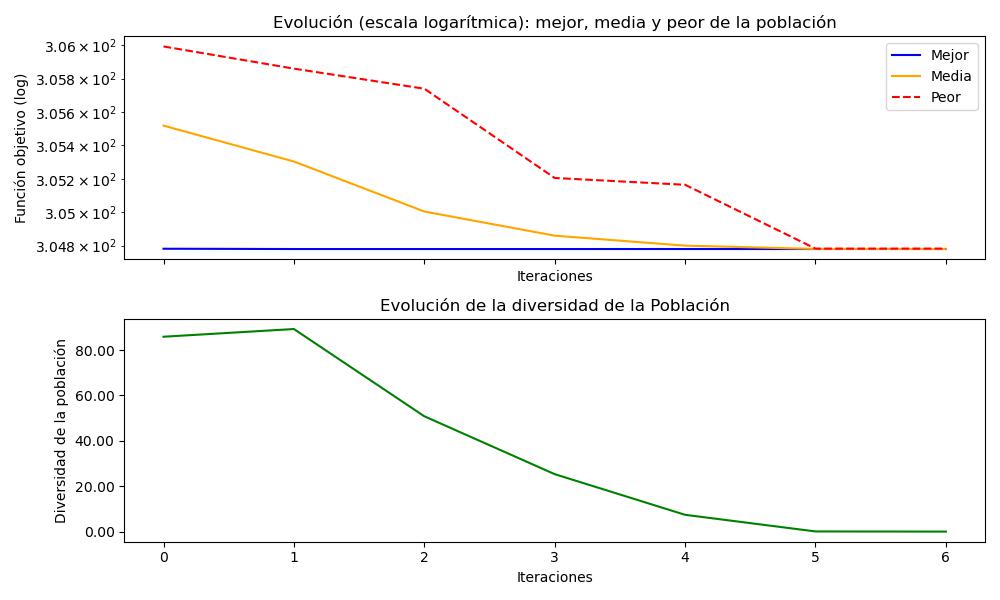 Evolución (escala logarítmica): mejor, media y peor de la población
Función objetivo (log)
3.06 × 10²
3.058 × 10²
3.056 × 10²
3.054 × 10²
3.052 × 10²
3.05 × 10²
3.048 × 10²
Mejor
Media
Peor
Iteraciones
Evolución de la diversidad de la Población
Diversidad de la población
80.00
60.00
40.00
20.00
0.00
0 1 2 3 4 5 6
Iteraciones